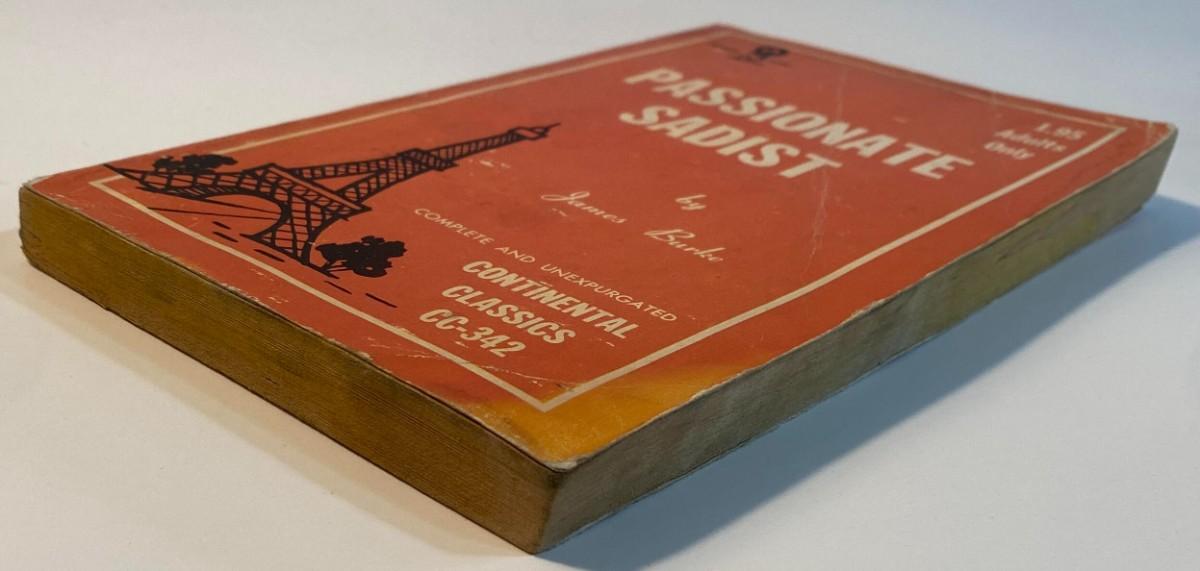 PASSIONATE
SADIST
1.95
Adults
Only
by
James Burke
COMPLETE AND UNEXPURGATED
CONTINENTAL
CLASSICS
CC-342